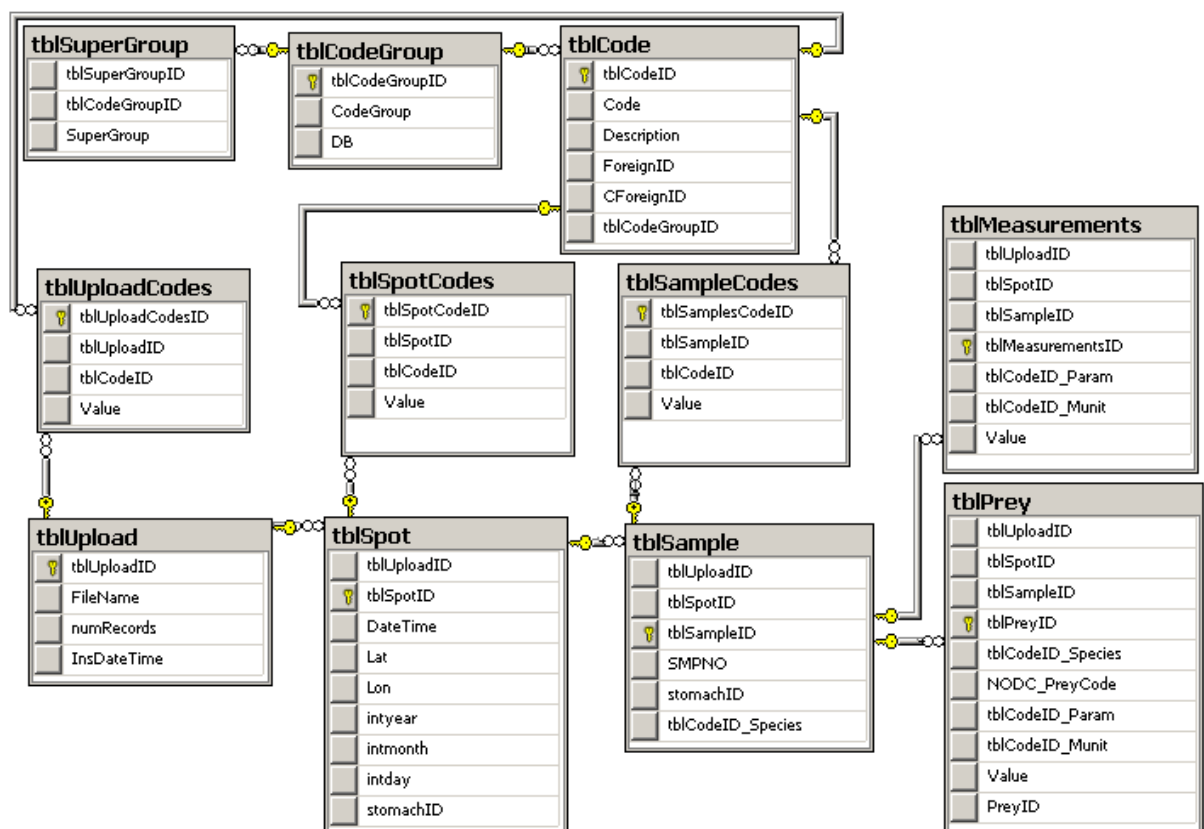 tblSuperGroup
tblSuperGroupID
tblCodeGroupID
SuperGroup
tblCodeGroup
tblCodeGroupID
CodeGroup
DB
tblCode
tblCodeID
Code
Description
ForeignID
CForeignID
tblCodeGroupID
tblUploadCodes
tblUploadCodesID
tblUploadID
tblCodeID
Value
tblSpotCodes
tblSpotCodeID
tblSpotID
tblCodeID
Value
tblSampleCodes
tblSamplesCodeID
tblSampleID
tblCodeID
Value
tblMeasurements
tblUploadID
tblSpotID
tblSampleID
tblMeasurementsID
tblCodeID_Param
tblCodeID_Munit
Value
tblUpload
tblUploadID
FileName
numRecords
InsDateTime
tblSpot
tblUploadID
tblSpotID
DateTime
Lat
Lon
intyear
intmonth
intday
stomachID
tblSample
tblUploadID
tblSpotID
tblSampleID
SMPNO
stomachID
tblCodeID_Species
tblPrey
tblUploadID
tblSpotID
tblSampleID
tblPreyID
tblCodeID_Species
NODC_PreyCode
tblCodeID_Param
tblCodeID_Munit
Value
PreyID